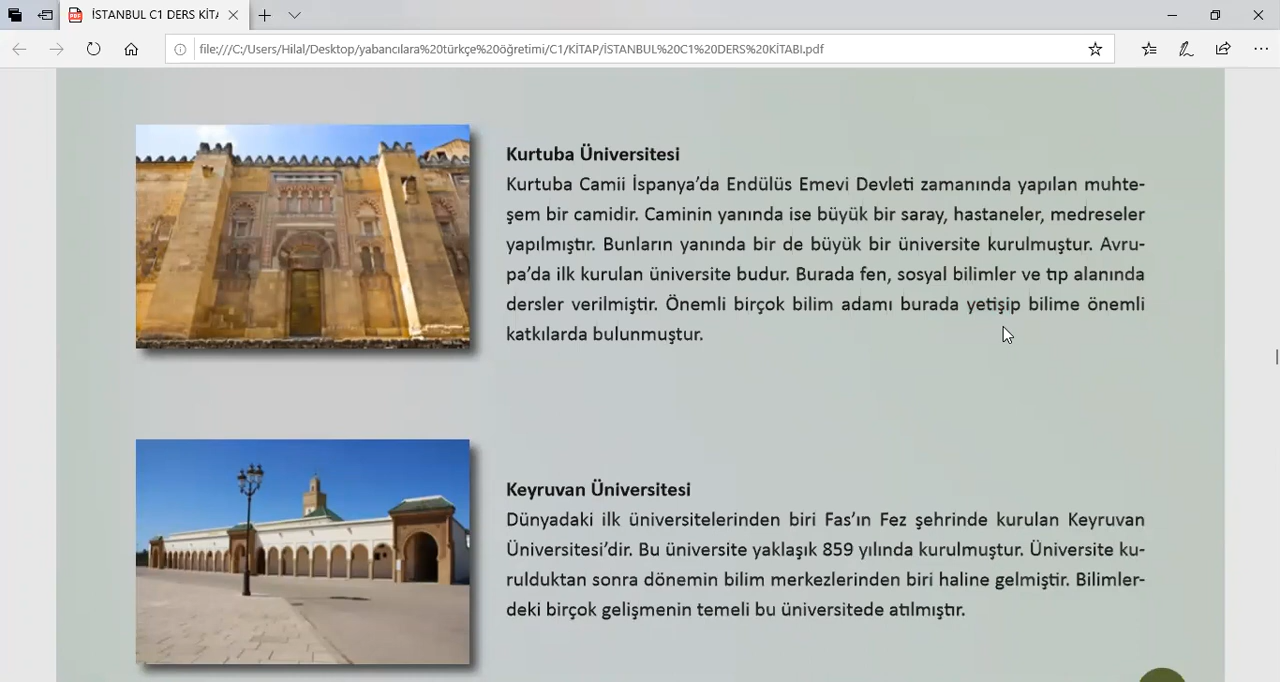 İSTANBUL C1 DERS KİTA
file:///C:/Users/Hilal/Desktop/yabancılara%20türkçe%20öğretimi/C1/KİTAP/İSTANBUL%20C1%20DERS%20KİTABI.pdf
Kurtuba Üniversitesi
Kurtuba Camii İspanya’da Endülüs Emevi Devleti zamanında yapılan muhte-
şem bir camidir. Caminin yanında ise büyük bir saray, hastaneler, medreseler
yapılmıştır. Bunların yanında bir de büyük bir üniversite kurulmuştur. Avru-
pa’da ilk kurulan üniversite budur. Burada fen, sosyal bilimler ve tıp alanında
dersler verilmiştir. Önemli birçok bilim adamı burada yetişip bilime önemli
katkılarda bulunmuştur.
Keyruvan Üniversitesi
Dünyadaki ilk üniversitelerinden biri Fas’ın Fez şehrinde kurulan Keyruvan
Üniversitesi’dir. Bu üniversite yaklaşık 859 yılında kurulmuştur. Üniversite ku-
rulduktan sonra dönemin bilim merkezlerinden biri haline gelmiştir. Bilimler-
deki birçok gelişmenin temeli bu üniversitede atılmıştır.